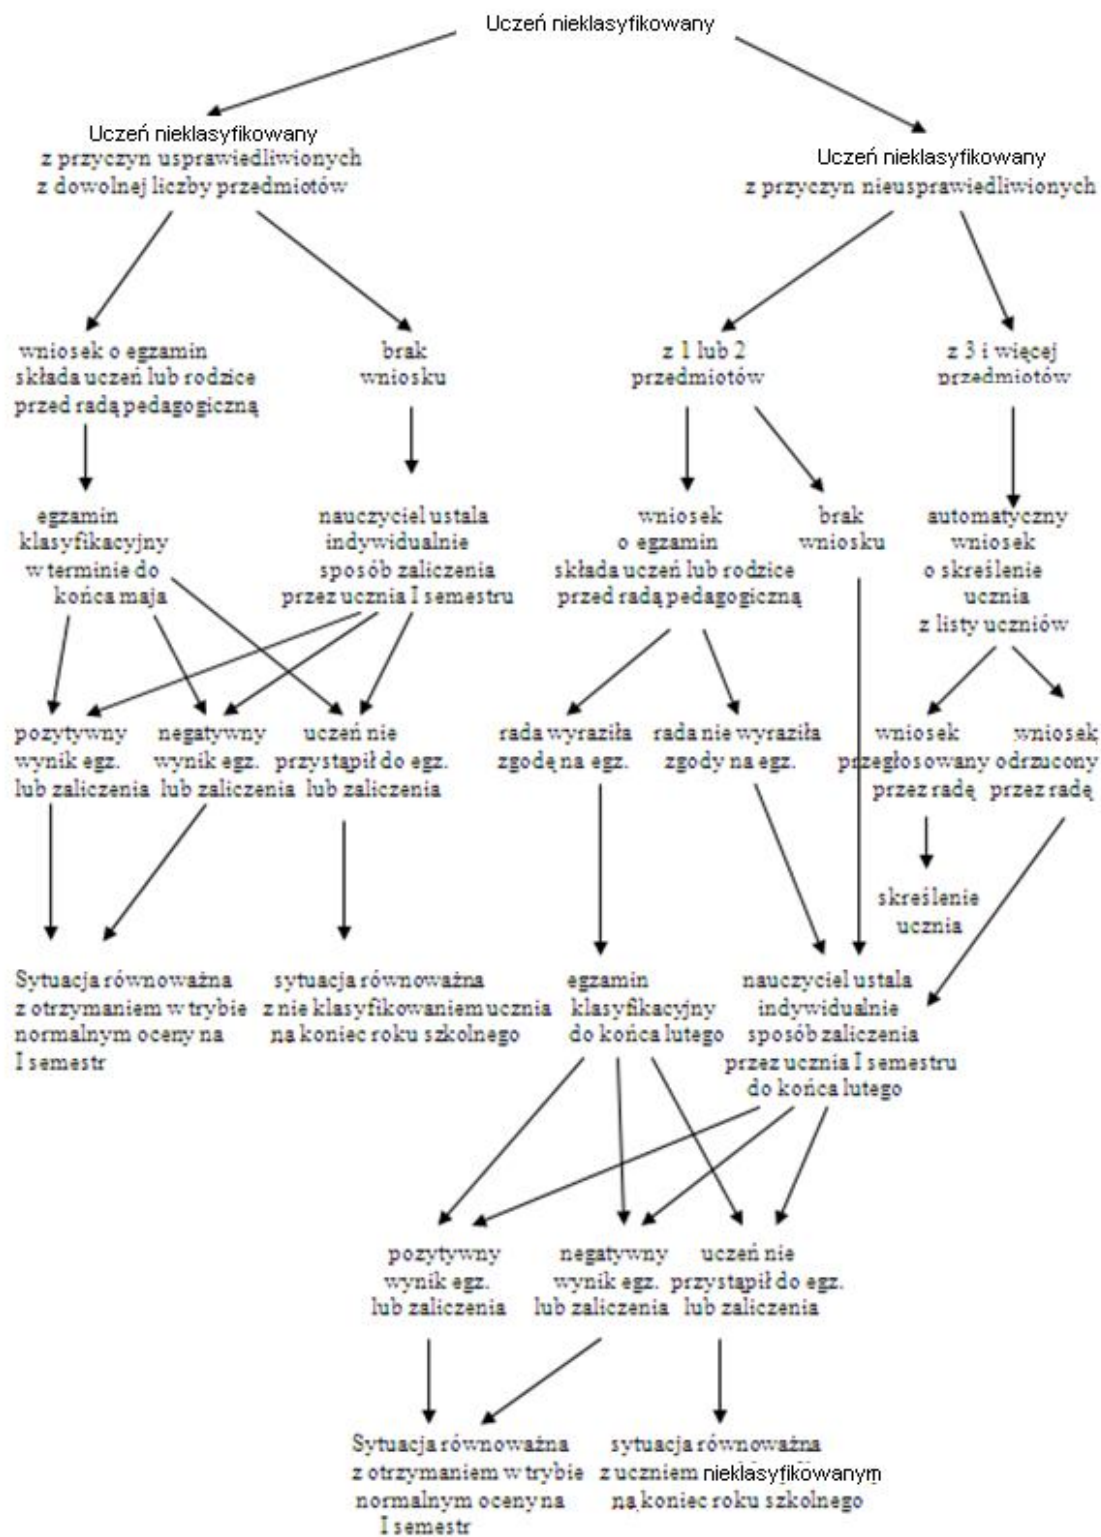 Uczeń nieklasyfikowany
Uczeń nieklasyfikowany
z przyczyn usprawiedliwionych
z dowolnej liczby przedmiotów
Uczeń nieklasyfikowany
z przyczyn nieusprawiedliwionych
wniosek o egzamin
składa uczeń lub rodzice
przed radą pedagogiczną
brak
wniosku
z 1 lub 2
przedmiotów
z 3 i więcej
przedmiotów
egzamin
klasyfikacyjny
w terminie do
końca maja
nauczyciel ustala
indywidualnie
sposób zaliczenia
przez ucznia I semestru
wniosek
o egzamin
składa uczeń lub rodzice
przed radą pedagogiczną
brak
wniosku
automatyczny
wniosek
o skreślenie
ucznia
z listy uczniów
pozytywny
wynik egz.
lub zaliczenia
negatywny
wynik egz.
lub zaliczenia
uczeń nie
przystąpił do egz.
lub zaliczenia
rada wyraziła
zgodę na egz.
rada nie wyraziła
zgody na egz.
wniosek
przegłosowany
przez radę
wniosek
odrzucony
przez radę
skreślenie
ucznia
Sytuacja równoważna
z otrzymaniem w trybie
normalnym oceny na
I semestr
sytuacja równoważna
z nie klasyfikowaniem ucznia
na koniec roku szkolnego
egzamin
klasyfikacyjny
do końca lutego
nauczyciel ustala
indywidualnie
sposób zaliczenia
przez ucznia I semestru
do końca lutego
pozytywny
wynik egz.
lub zaliczenia
negatywny
wynik egz.
lub zaliczenia
uczeń nie
przystąpił do egz.
lub zaliczenia
Sytuacja równoważna
z otrzymaniem w trybie
normalnym oceny na
I semestr
sytuacja równoważna
z uczniem nieklasyfikowanym
na koniec roku szkolnego